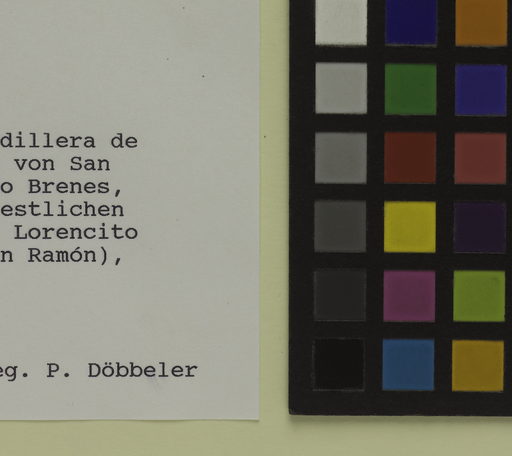 dillera de
von San
o Brenes,
estlichen
Lorencito
n Ramón),
eg. P. Döbbeler